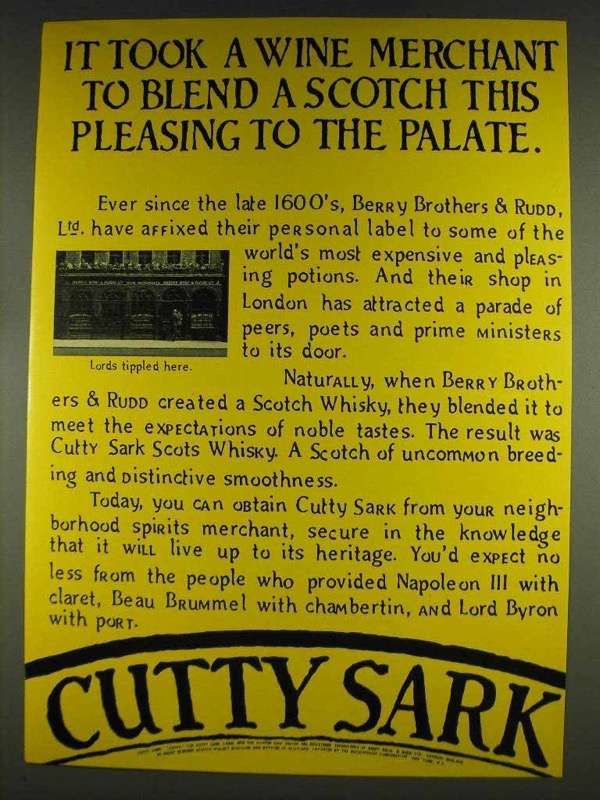 IT TOOK A WINE MERCHANT
TO BLEND A SCOTCH THIS
PLEASING TO THE PALATE.
Ever since the late 1600's, Berry Brothers & Rudd,
Ltd. have affixed their personal label to some of the
world's most expensive and pleas-
ing potions. And their shop in
London has attracted a parade of
peers, poets and prime ministers
to its door.
Lords tippled here.
Naturally, when Berry Broth-
ers & Rudd created a Scotch Whisky, they blended it to
meet the expectations of noble tastes. The result was
Cutty Sark Scots Whisky. A Scotch of uncommon breed-
ing and distinctive smoothness.
Today, you can obtain Cutty Sark from your neigh-
borhood spirits merchant, secure in the knowledge
that it will live up to its heritage. You'd expect no
less from the people who provided Napoleon III with
claret, Beau Brummel with chambertin, and Lord Byron
with port.
CUTTY SARK